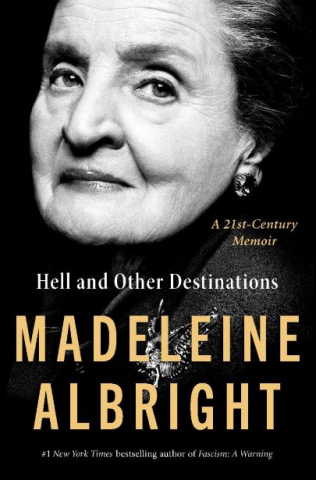 A 21st-Century
Memoir
Hell and Other Destinations
MADELEINE
ALBRIGHT
#1 New York Times bestselling author of Fascism: A Warning